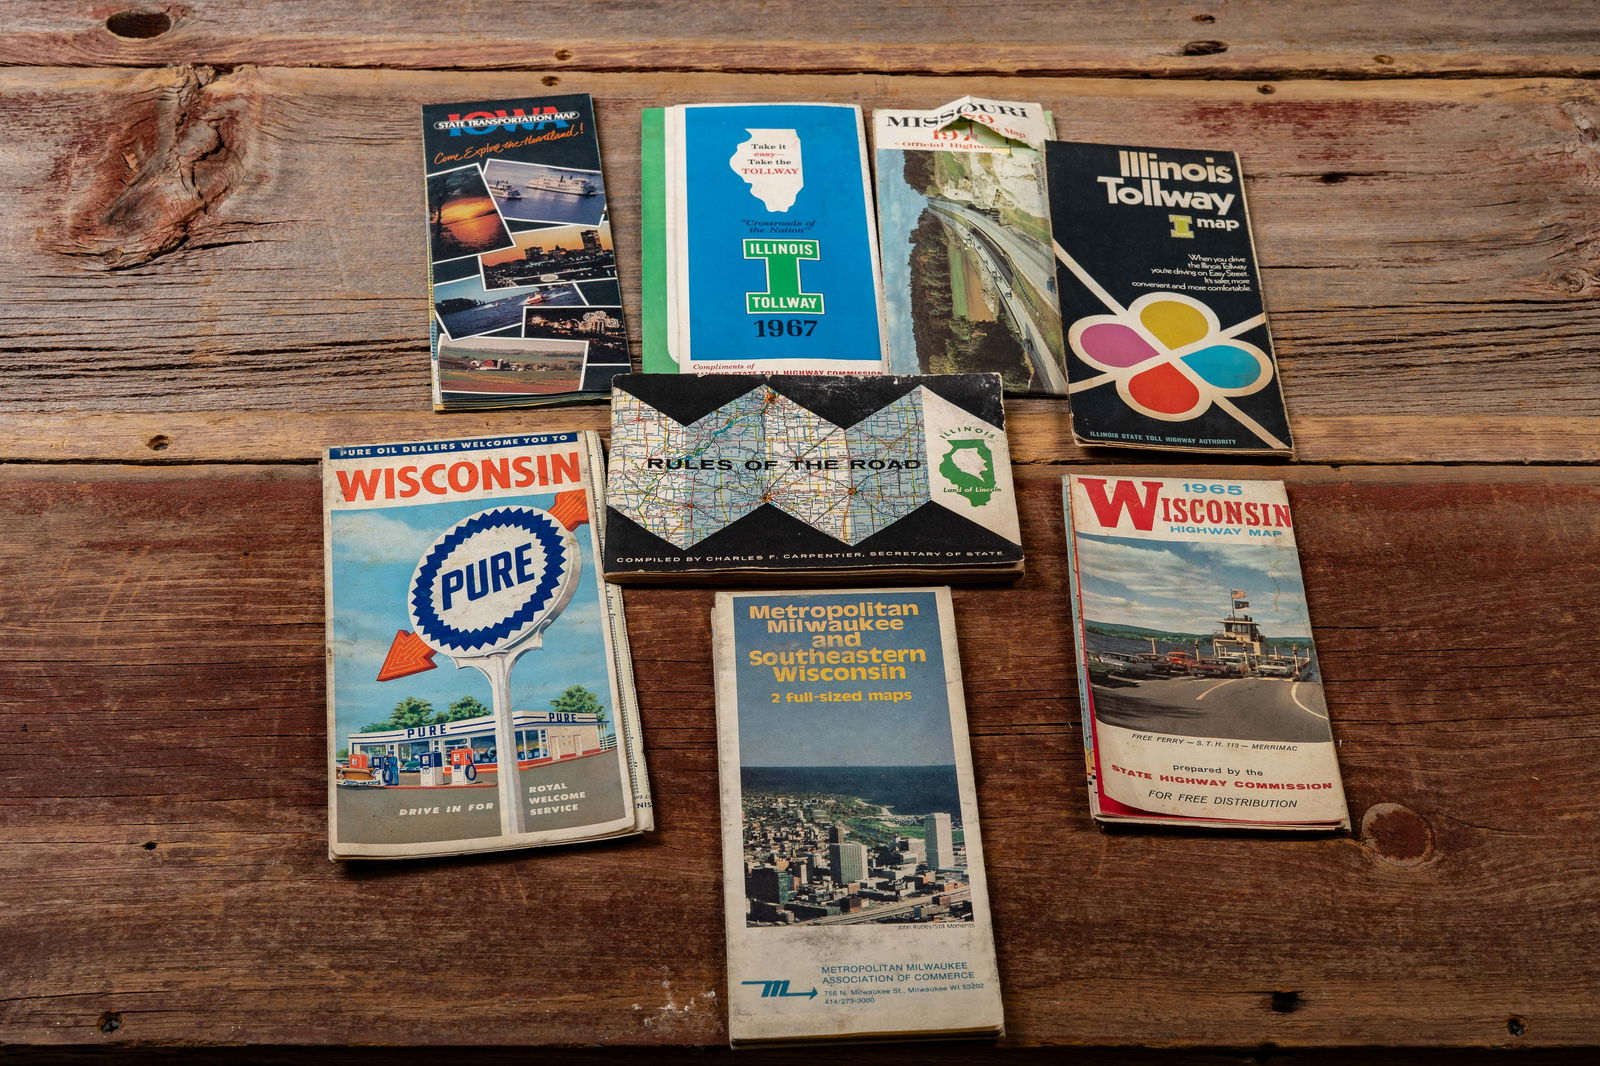 IOWA
STATE TRANSPORTATION MAP
Come Explore the Heartland!
Take it
easy—
Take the
TOLLWAY
"Crossroads of
the Nation"
ILLINOIS
TOLLWAY
1967
Compliments of
ILLINOIS STATE TOLL HIGHWAY COMMISSION
MISSOURI
Map
Official
Illinois
Tollway
map
When you drive
the Illinois Tollway
you're driving on Easy Street.
It's safer, more
convenient and more comfortable.
ILLINOIS STATE TOLL HIGHWAY AUTHORITY
RULES OF THE ROAD
ILLINOIS
Land of Lincoln
COMPILED BY CHARLES F. CARPENTIER, SECRETARY OF STATE
PURE OIL DEALERS WELCOME YOU TO
WISCONSIN
PURE
PURE
PURE
DRIVE IN FOR
ROYAL
WELCOME
SERVICE
Metropolitan
Milwaukee
and
Southeastern
Wisconsin
2 full-sized maps
John Rutley/Still Moments
METROPOLITAN MILWAUKEE
ASSOCIATION OF COMMERCE
756 N. Milwaukee St., Milwaukee WI 53202
414/273-3000
1965
WISCONSIN
HIGHWAY MAP
FREE FERRY — S.T.H. 113 — MERRIMAC
prepared by the
STATE HIGHWAY COMMISSION
FOR FREE DISTRIBUTION